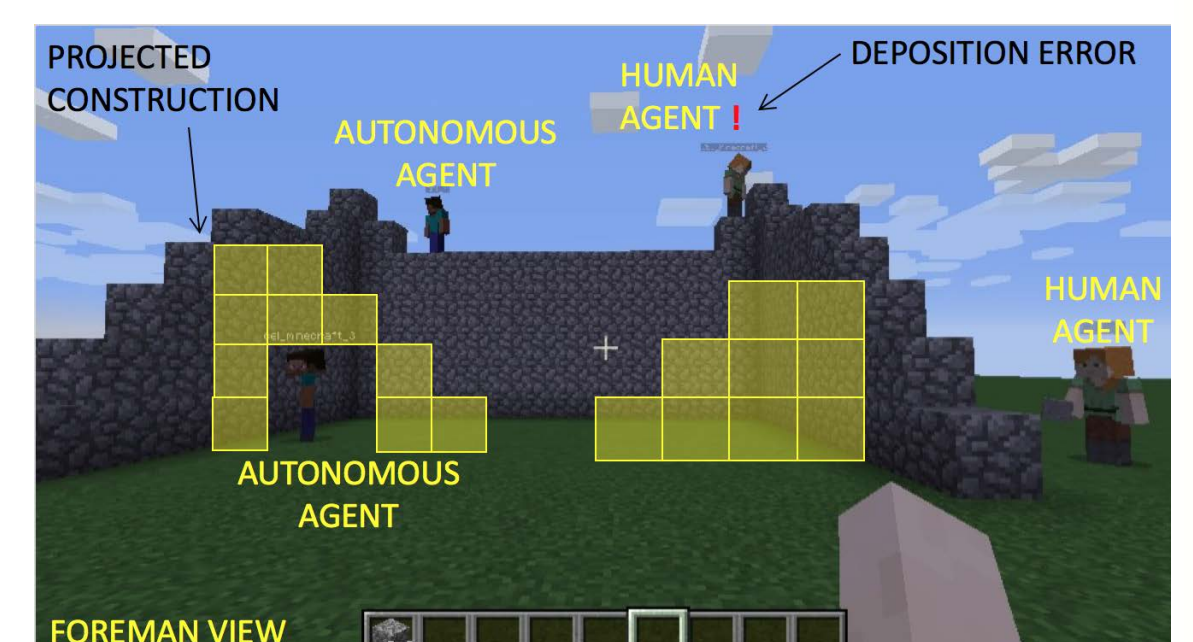 PROJECTED
CONSTRUCTION
DEPOSITION ERROR
HUMAN
AGENT !
AUTONOMOUS
AGENT
HUMAN
AGENT
AUTONOMOUS
AGENT
FOREMAN VIEW